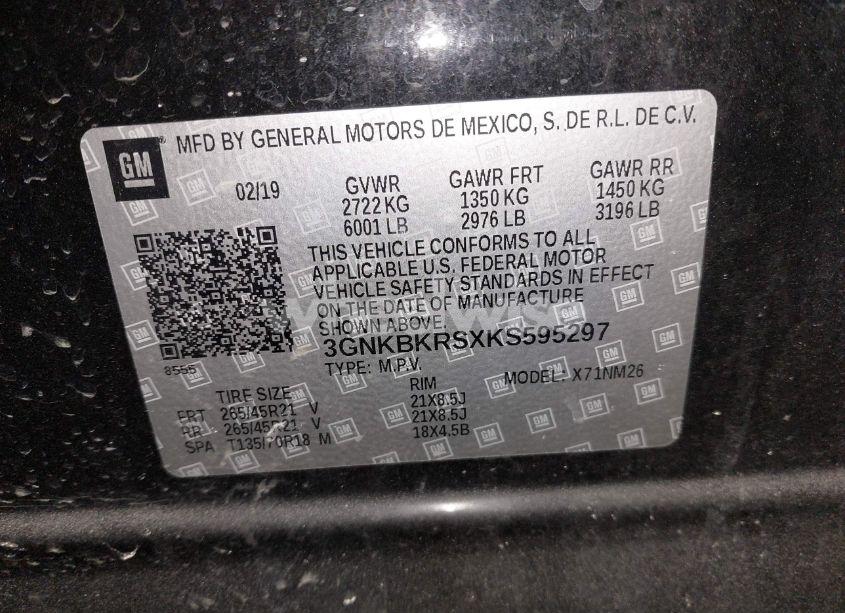 GM
MFD BY GENERAL MOTORS DE MEXICO, S. DE R.L. DE C.V.
02/19 GVWR GAWR FRT GAWR RR
2722 KG 1350 KG 1450 KG
6001 LB 2976 LB 3196 LB
THIS VEHICLE CONFORMS TO ALL
APPLICABLE U.S. FEDERAL MOTOR
VEHICLE SAFETY STANDARDS IN EFFECT
ON THE DATE OF MANUFACTURE
SHOWN ABOVE.
3GNKBKRSXKS595297
8555
TYPE: M.P.V. MODEL: X71NM26
TIRE SIZE RIM
FRT 265/45R21 V 21X8.5J
RR 265/45R21 V 21X8.5J
SPA T135/70R18 M 18X4.5B